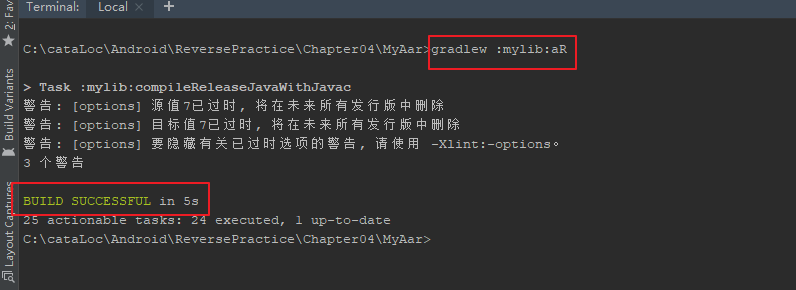 Terminal: Local
2: Fav
Build Variants
Layout Captures
C:\cataLoc\Android\ReversePractice\Chapter04\MyAar>gradlew :mylib:aR
> Task :mylib:compileReleaseJavaWithJavac
警告: [options] 源值7已过时, 将在未来所有发行版中删除
警告: [options] 目标值7已过时, 将在未来所有发行版中删除
警告: [options] 要隐藏有关已过时选项的警告, 请使用 -Xlint:-options。
3 个警告
BUILD SUCCESSFUL in 5s
25 actionable tasks: 24 executed, 1 up-to-date
C:\cataLoc\Android\ReversePractice\Chapter04\MyAar>